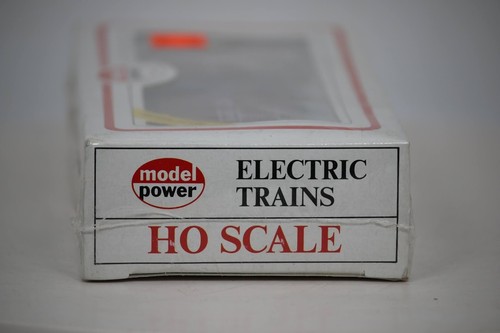 model
power
ELECTRIC
TRAINS
HO SCALE